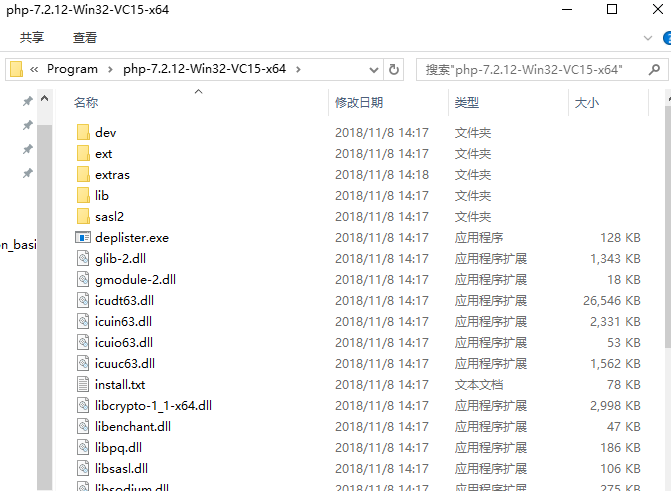 php-7.2.12-Win32-VC15-x64
共享 查看
« Program › php-7.2.12-Win32-VC15-x64 › 搜索"php-7.2.12-Win32-VC15-x64"
名称 修改日期 类型 大小
dev 2018/11/8 14:17 文件夹
ext 2018/11/8 14:17 文件夹
extras 2018/11/8 14:18 文件夹
lib 2018/11/8 14:17 文件夹
sasl2 2018/11/8 14:17 文件夹
en_basi deplister.exe 2018/11/8 14:17 应用程序 128 KB
glib-2.dll 2018/11/8 14:17 应用程序扩展 1,343 KB
gmodule-2.dll 2018/11/8 14:17 应用程序扩展 18 KB
icudt63.dll 2018/11/8 14:17 应用程序扩展 26,546 KB
icuin63.dll 2018/11/8 14:17 应用程序扩展 2,331 KB
icuio63.dll 2018/11/8 14:17 应用程序扩展 53 KB
icuuc63.dll 2018/11/8 14:17 应用程序扩展 1,562 KB
install.txt 2018/11/8 14:17 文本文档 78 KB
libcrypto-1_1-x64.dll 2018/11/8 14:17 应用程序扩展 2,998 KB
libenchant.dll 2018/11/8 14:17 应用程序扩展 47 KB
libpq.dll 2018/11/8 14:17 应用程序扩展 186 KB
libsasl.dll 2018/11/8 14:17 应用程序扩展 106 KB
libsodium.dll 2018/11/8 14:17 应用程序扩展 275 KB